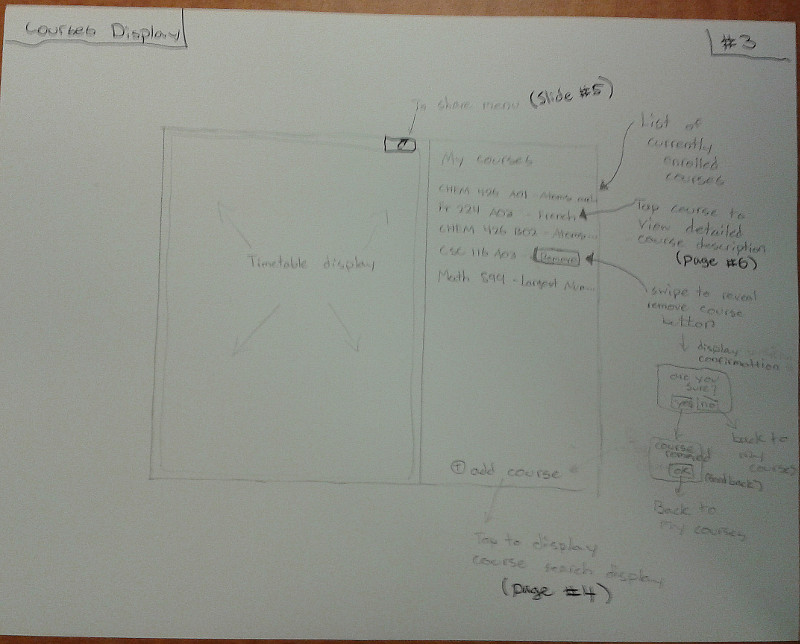 Courses Display
#3
To share menu (Slide #5)
My courses
CHEM 426 A01 - Atoms and..
Fr 224 A02 - French
CHEM 426 B02 - Atoms...
CSC 116 A03 - Remove
Math 544 - Largest Num...
Timetable display
+ add course
List of
currently
enrolled
courses
Tap course to
View detailed
course description
(page #6)
swipe to reveal
remove course
button
display
confirmation
are you
sure?
yes no
back to
my
courses
course
removed
OK
(feedback)
Back to
my courses
Tap to display
course search display
(page #4)